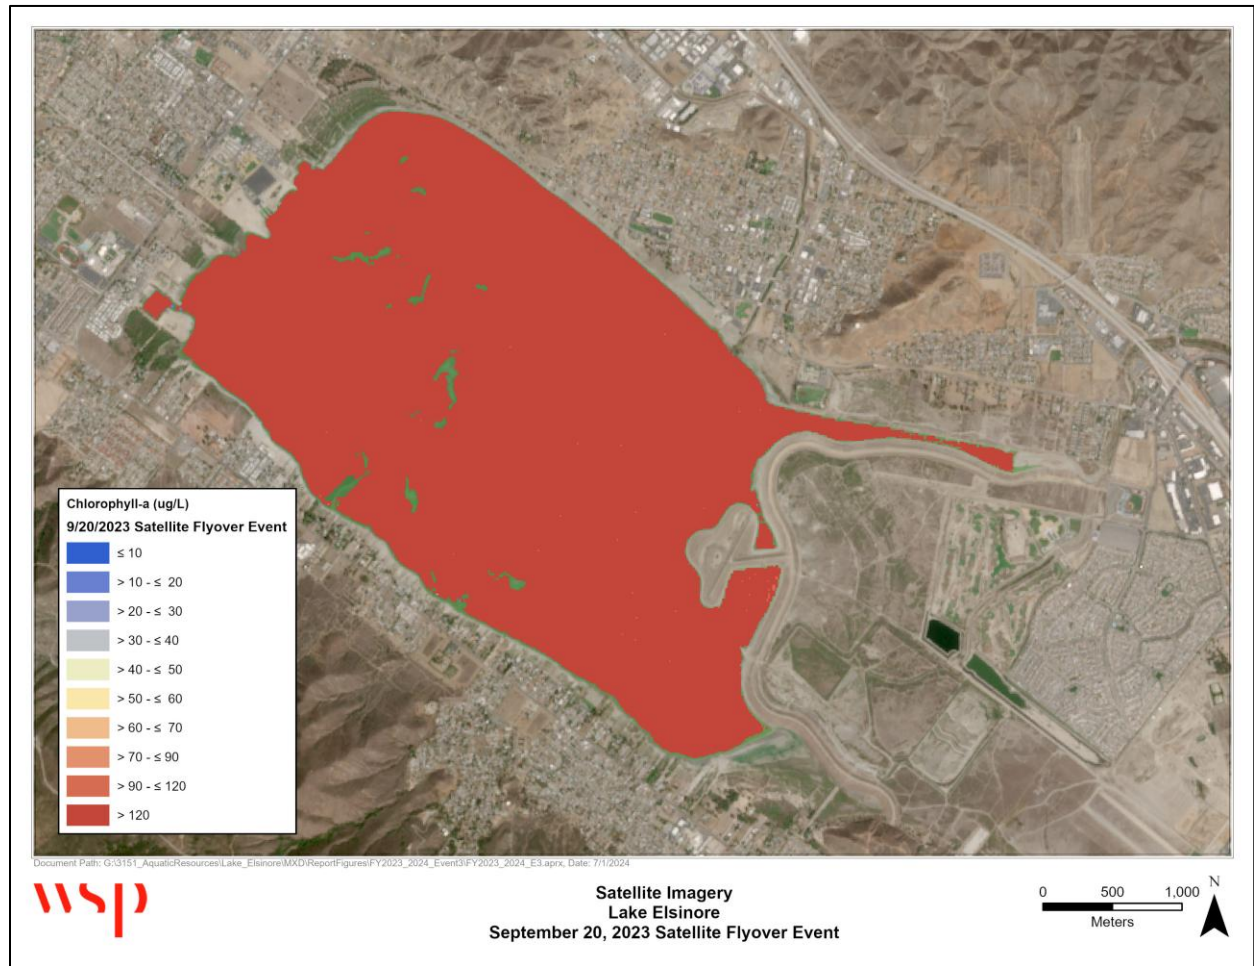 Chlorophyll-a (ug/L)
9/20/2023 Satellite Flyover Event
≤ 10
> 10 - ≤ 20
> 20 - ≤ 30
> 30 - ≤ 40
> 40 - ≤ 50
> 50 - ≤ 60
> 60 - ≤ 70
> 70 - ≤ 90
> 90 - ≤ 120
> 120
Document Path: G:\3151_AquaticResources\Lake_Elsinore\MXD\ReportFigures\FY2023_2024_Event3\FY2023_2024_E3.aprx, Date: 7/1/2024
wsp
Satellite Imagery
Lake Elsinore
September 20, 2023 Satellite Flyover Event
0 500 1,000
Meters
N